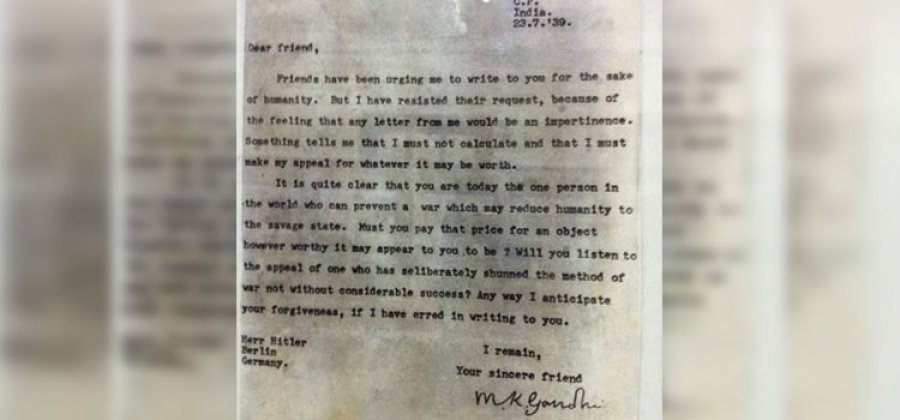 C.P.
India.
23.7.'39.
Dear friend,
Friends have been urging me to write to you for the sake
of humanity. But I have resisted their request, because of
the feeling that any letter from me would be an impertinence.
Something tells me that I must not calculate and that I must
make my appeal for whatever it may be worth.
It is quite clear that you are today the one person in
the world who can prevent a war which may reduce humanity to
the savage state. Must you pay that price for an object
however worthy it may appear to you to be ? Will you listen to
the appeal of one who has seliberately shunned the method of
war not without considerable success? Any way I anticipate
your forgiveness, if I have erred in writing to you.
Herr Hitler
Berlin
Germany.
I remain,
Your sincere friend
M.K.Gandhi